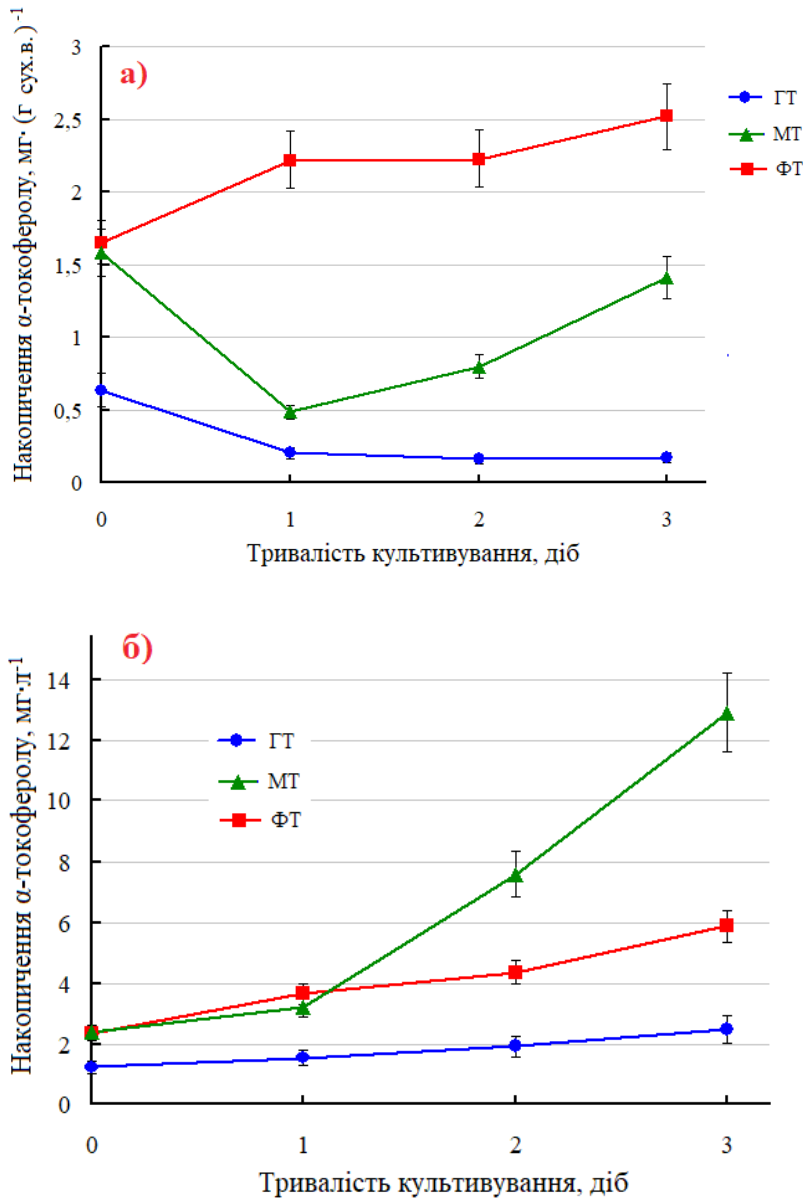 Накопичення α-токоферолу, мг· (г сух.в.) -1
а)
3
2,5
2
1,5
1
0,5
0
0 1 2 3
Тривалість культивування, діб
ГТ
МТ
ФТ
Накопичення α-токоферолу, мг·л-1
б)
14
12
10
8
6
4
2
0
ГТ
МТ
ФТ
0 1 2 3
Тривалість культивування, діб